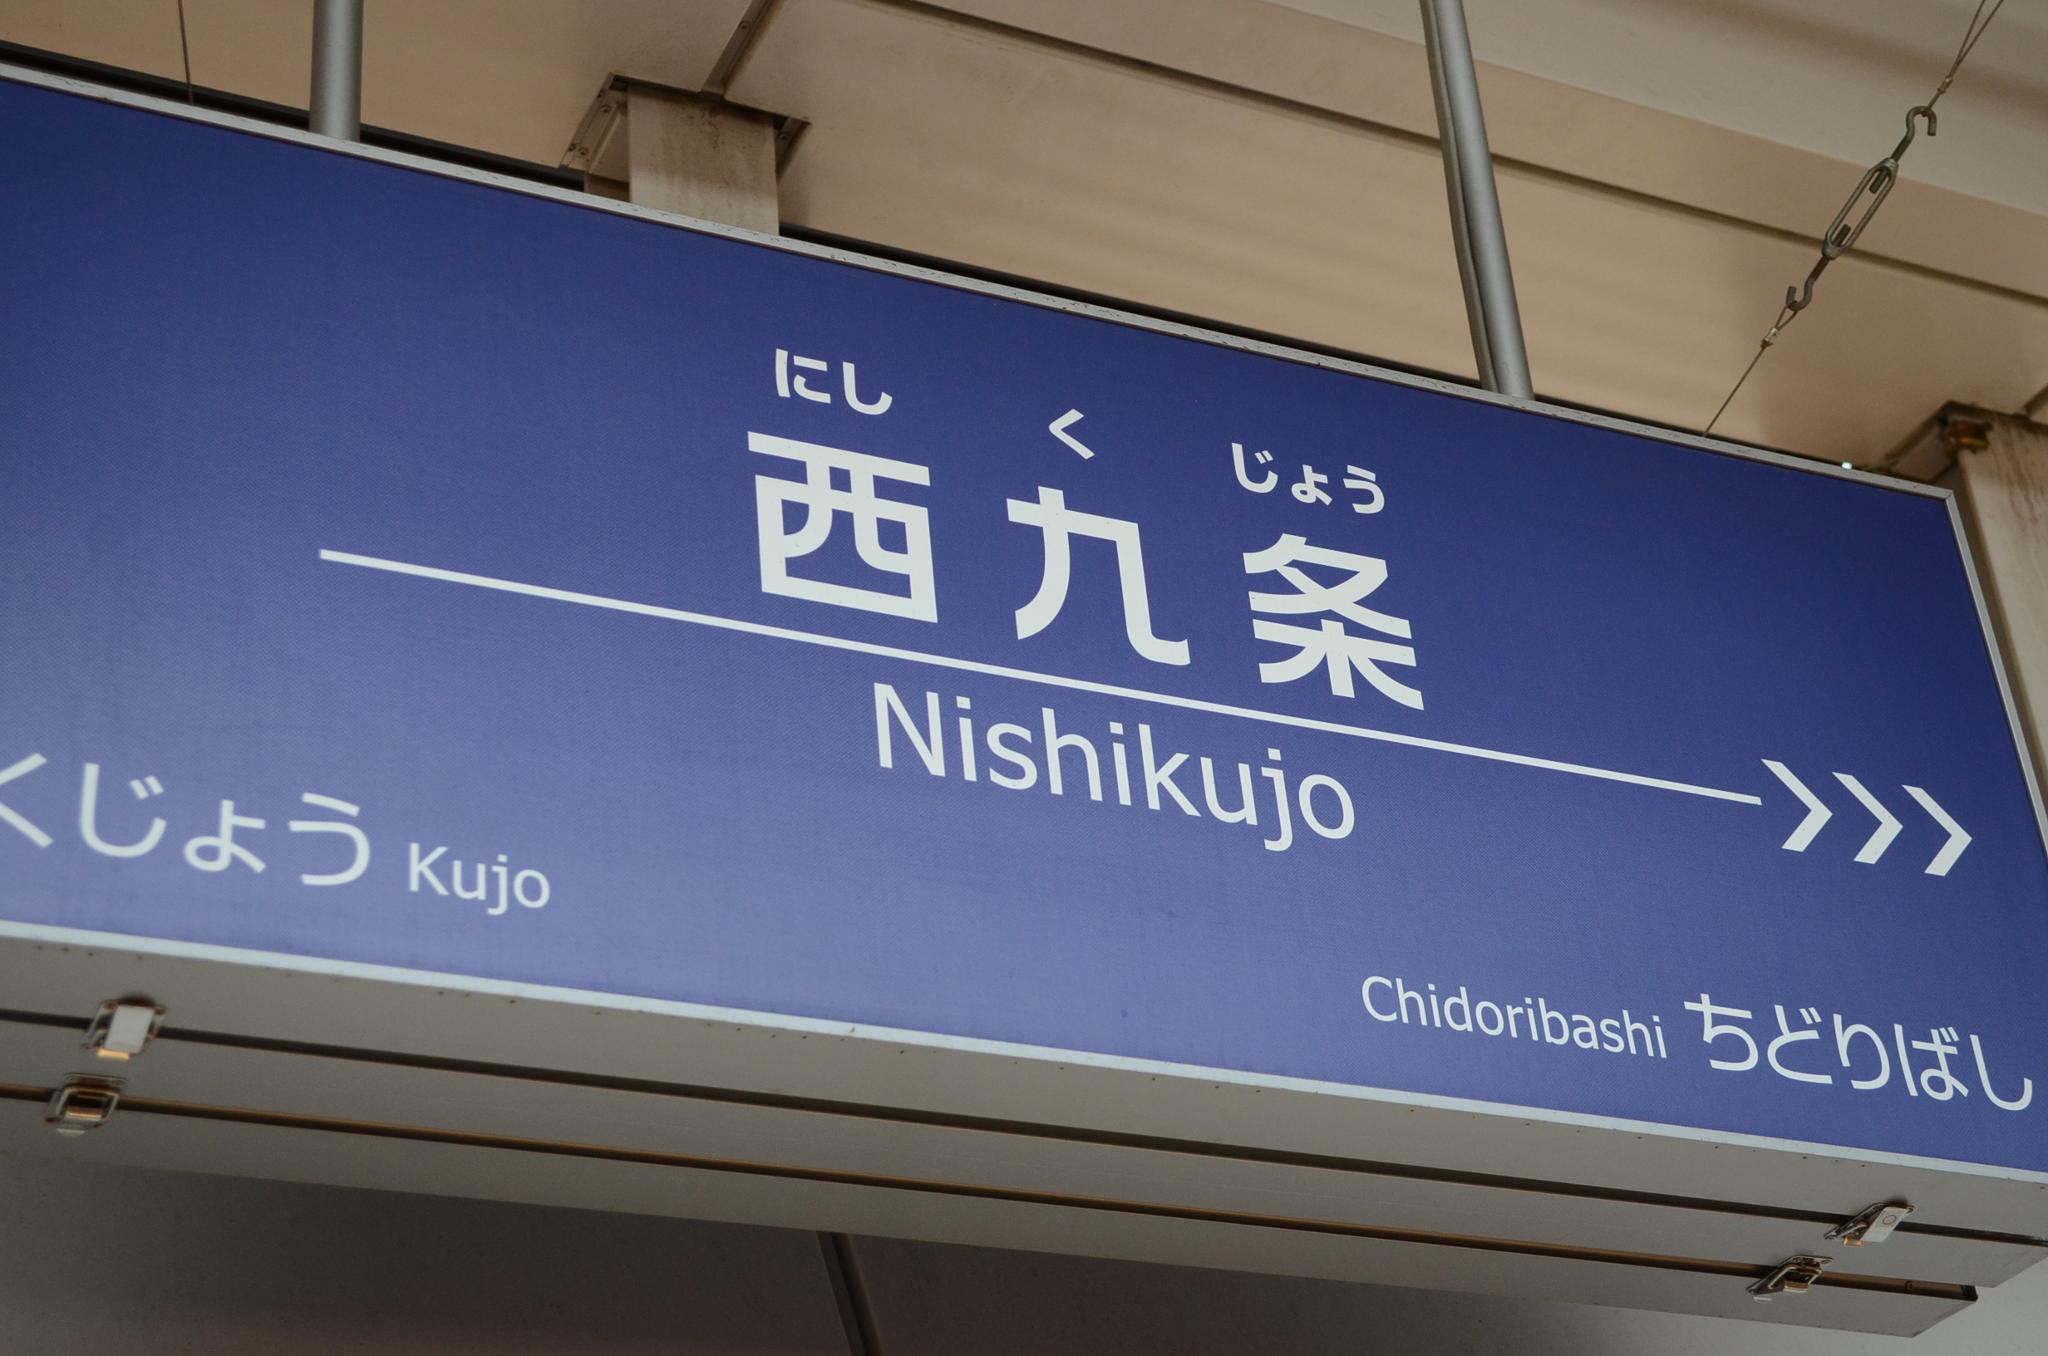 にし く じょう
西九条
Nishikujo
くじょう Kujo
Chidoribashi ちどりばし